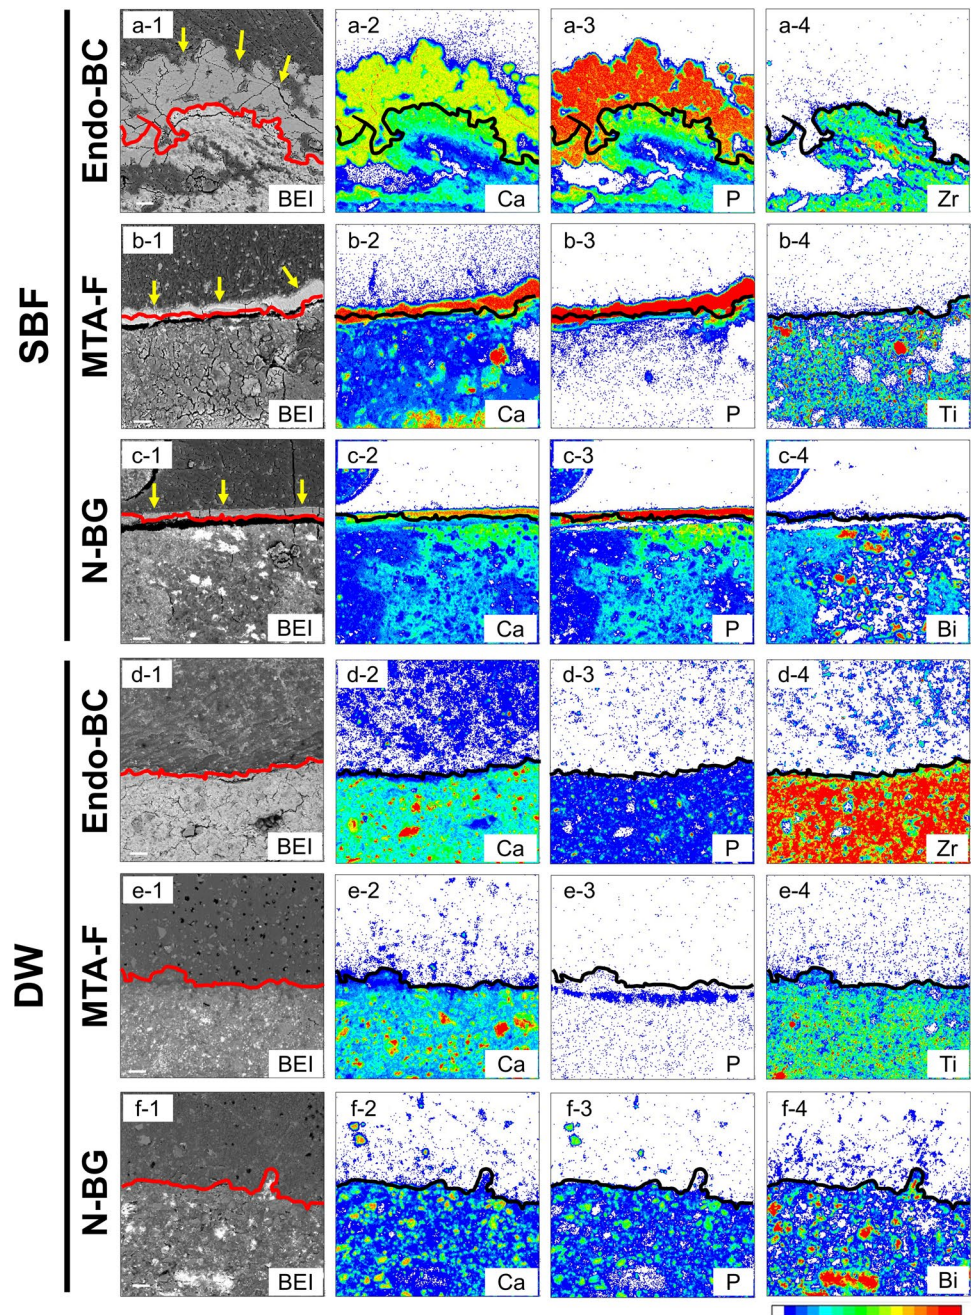 SBF
Endo-BC
a-1
BEI
a-2
Ca
a-3
P
a-4
Zr
MTA-F
b-1
BEI
b-2
Ca
b-3
P
b-4
Ti
N-BG
c-1
BEI
c-2
Ca
c-3
P
c-4
Bi
DW
Endo-BC
d-1
BEI
d-2
Ca
d-3
P
d-4
Zr
MTA-F
e-1
BEI
e-2
Ca
e-3
P
e-4
Ti
N-BG
f-1
BEI
f-2
Ca
f-3
P
f-4
Bi